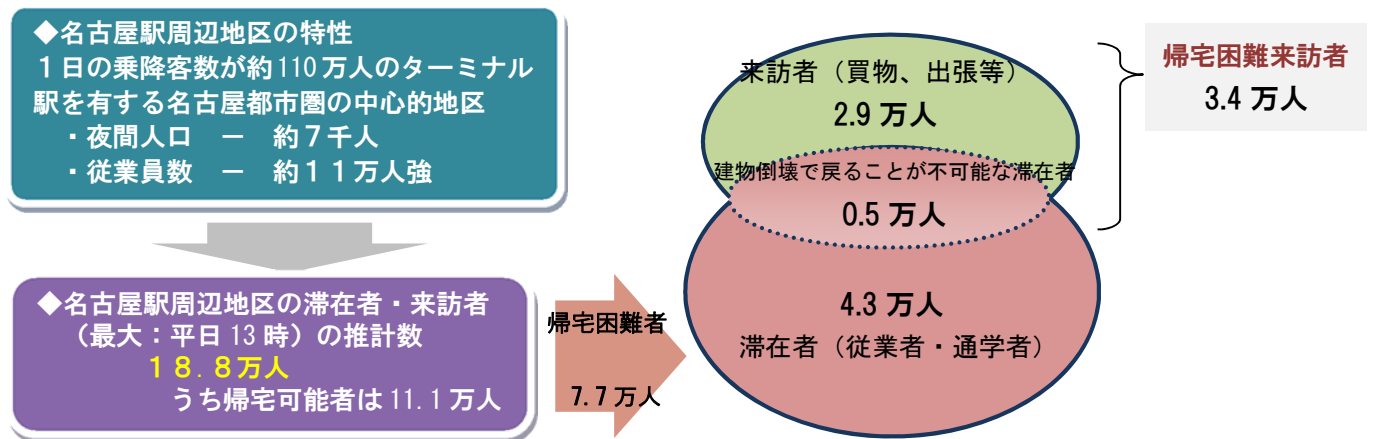 ◆名古屋駅周辺地区の特性
１日の乗降客数が約110万人のターミナル
駅を有する名古屋都市圏の中心的地区
・夜間人口　－　約７千人
・従業員数　－　約１１万人強
◆名古屋駅周辺地区の滞在者・来訪者
（最大：平日13時）の推計数
１８.８万人
うち帰宅可能者は11.1万人
帰宅困難者
7.7万人
来訪者（買物、出張等）
2.9 万人
建物倒壊で戻ることが不可能な滞在者
0.5 万人
4.3 万人
滞在者（従業者・通学者）
帰宅困難来訪者
3.4 万人